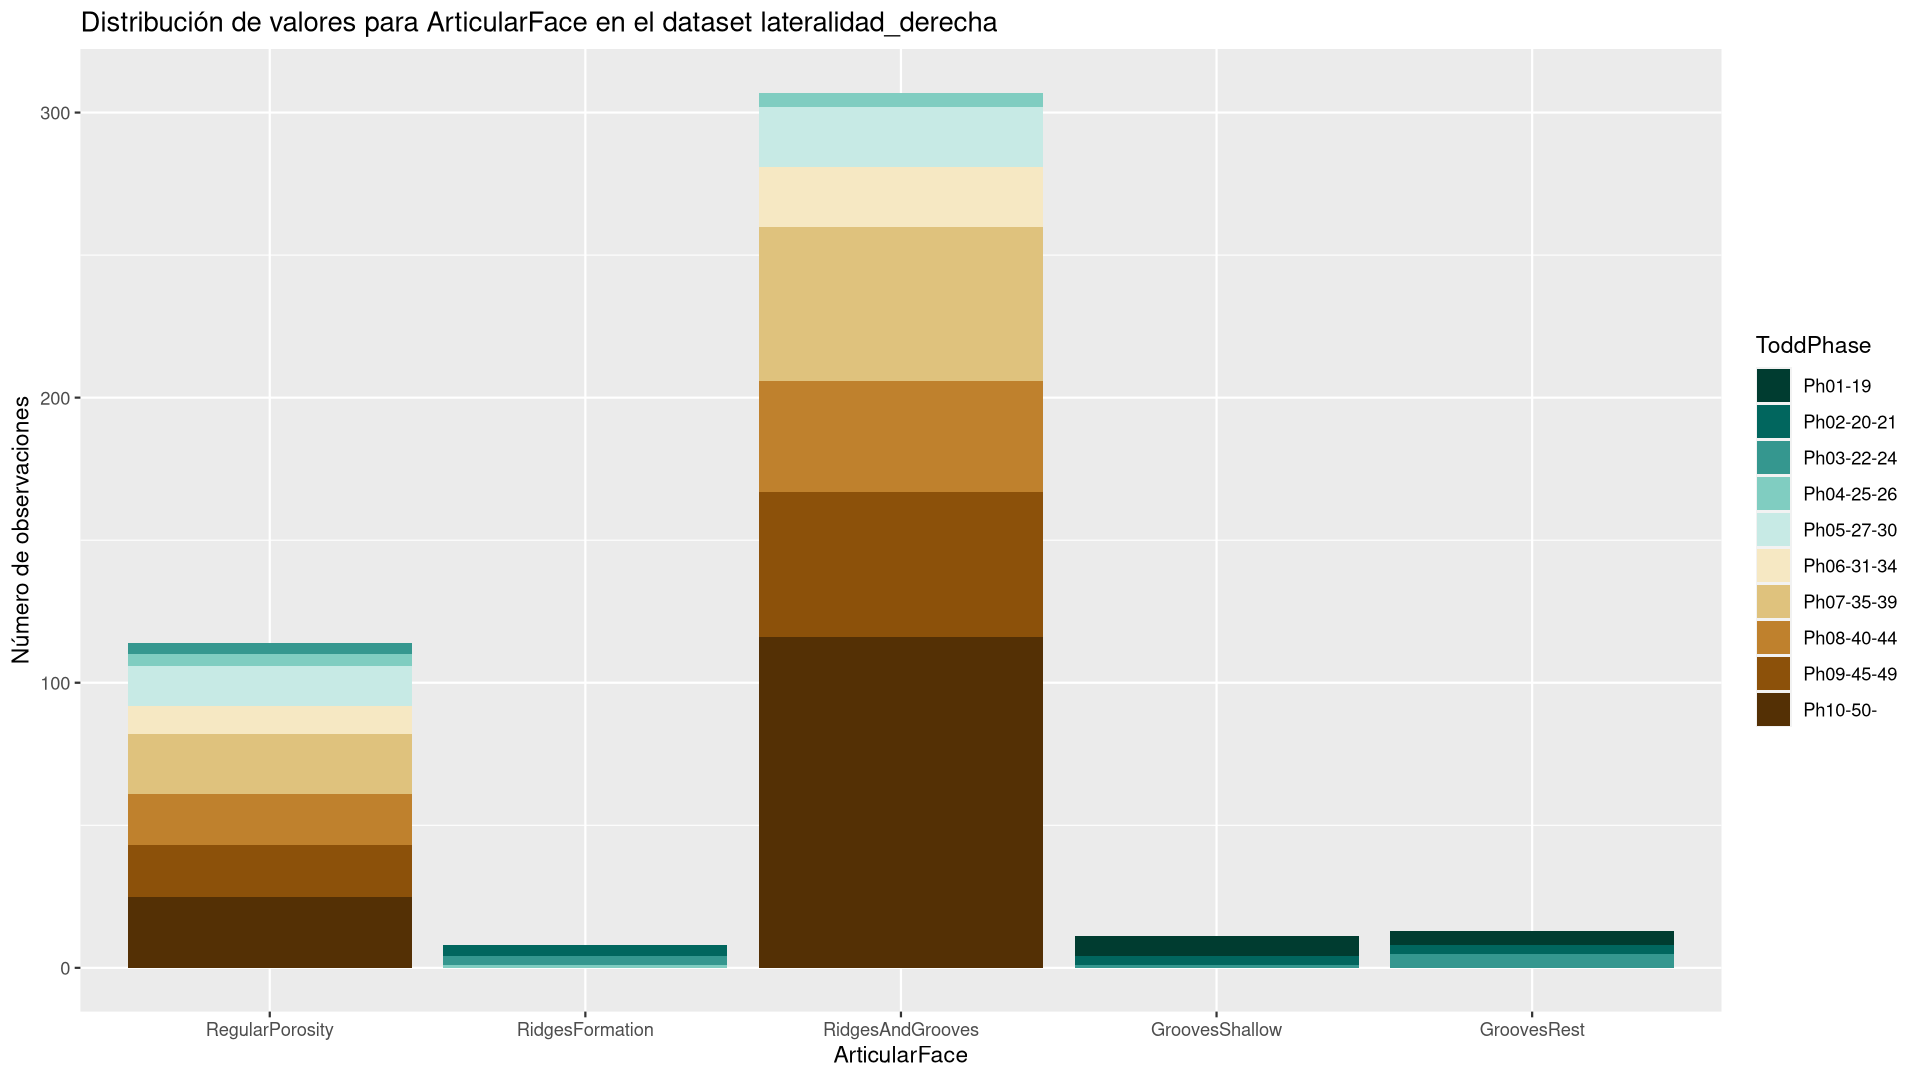 Distribución de valores para ArticularFace en el dataset lateralidad_derecha
Número de observaciones
300
200
100
0
RegularPorosity
RidgesFormation
RidgesAndGrooves
GroovesShallow
GroovesRest
ArticularFace
ToddPhase
Ph01-19
Ph02-20-21
Ph03-22-24
Ph04-25-26
Ph05-27-30
Ph06-31-34
Ph07-35-39
Ph08-40-44
Ph09-45-49
Ph10-50-